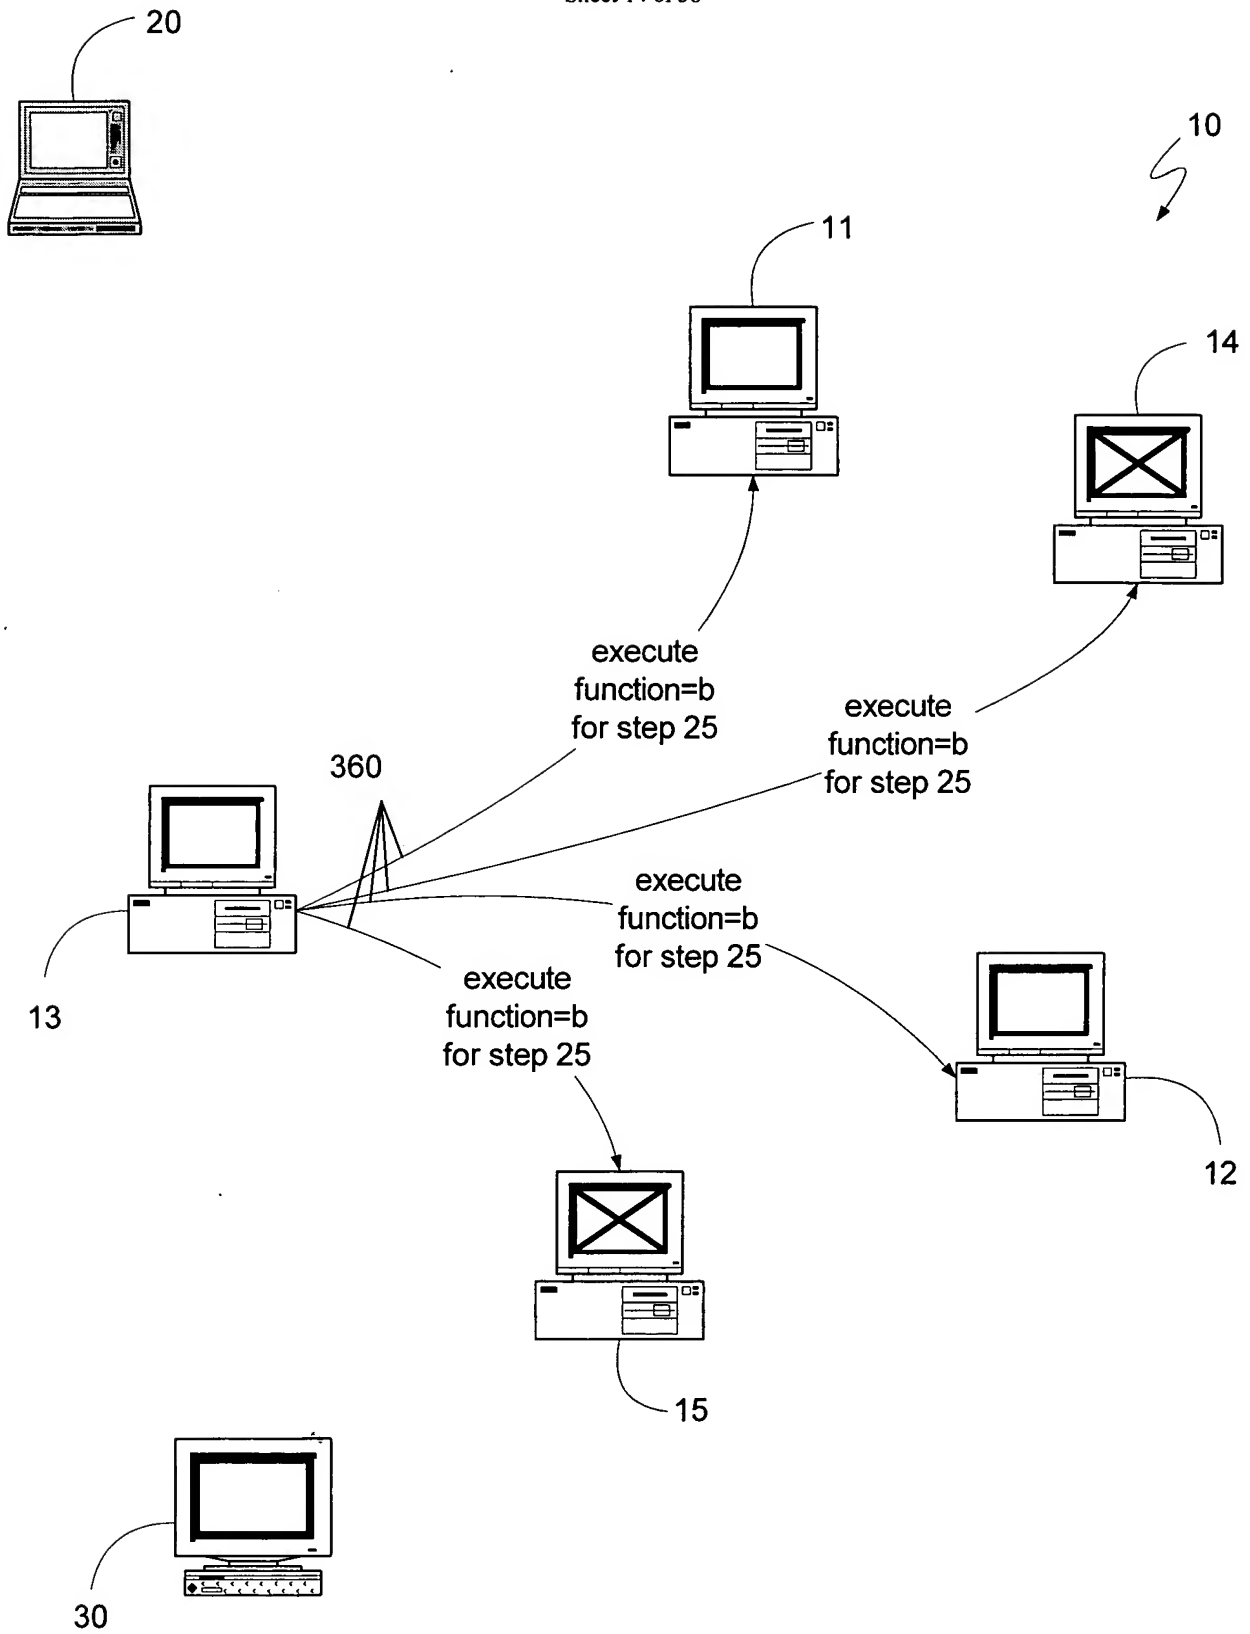 20
10
11
14
execute
function=b
for step 25
execute
function=b
for step 25
360
execute
function=b
for step 25
13
execute
function=b
for step 25
12
15
30